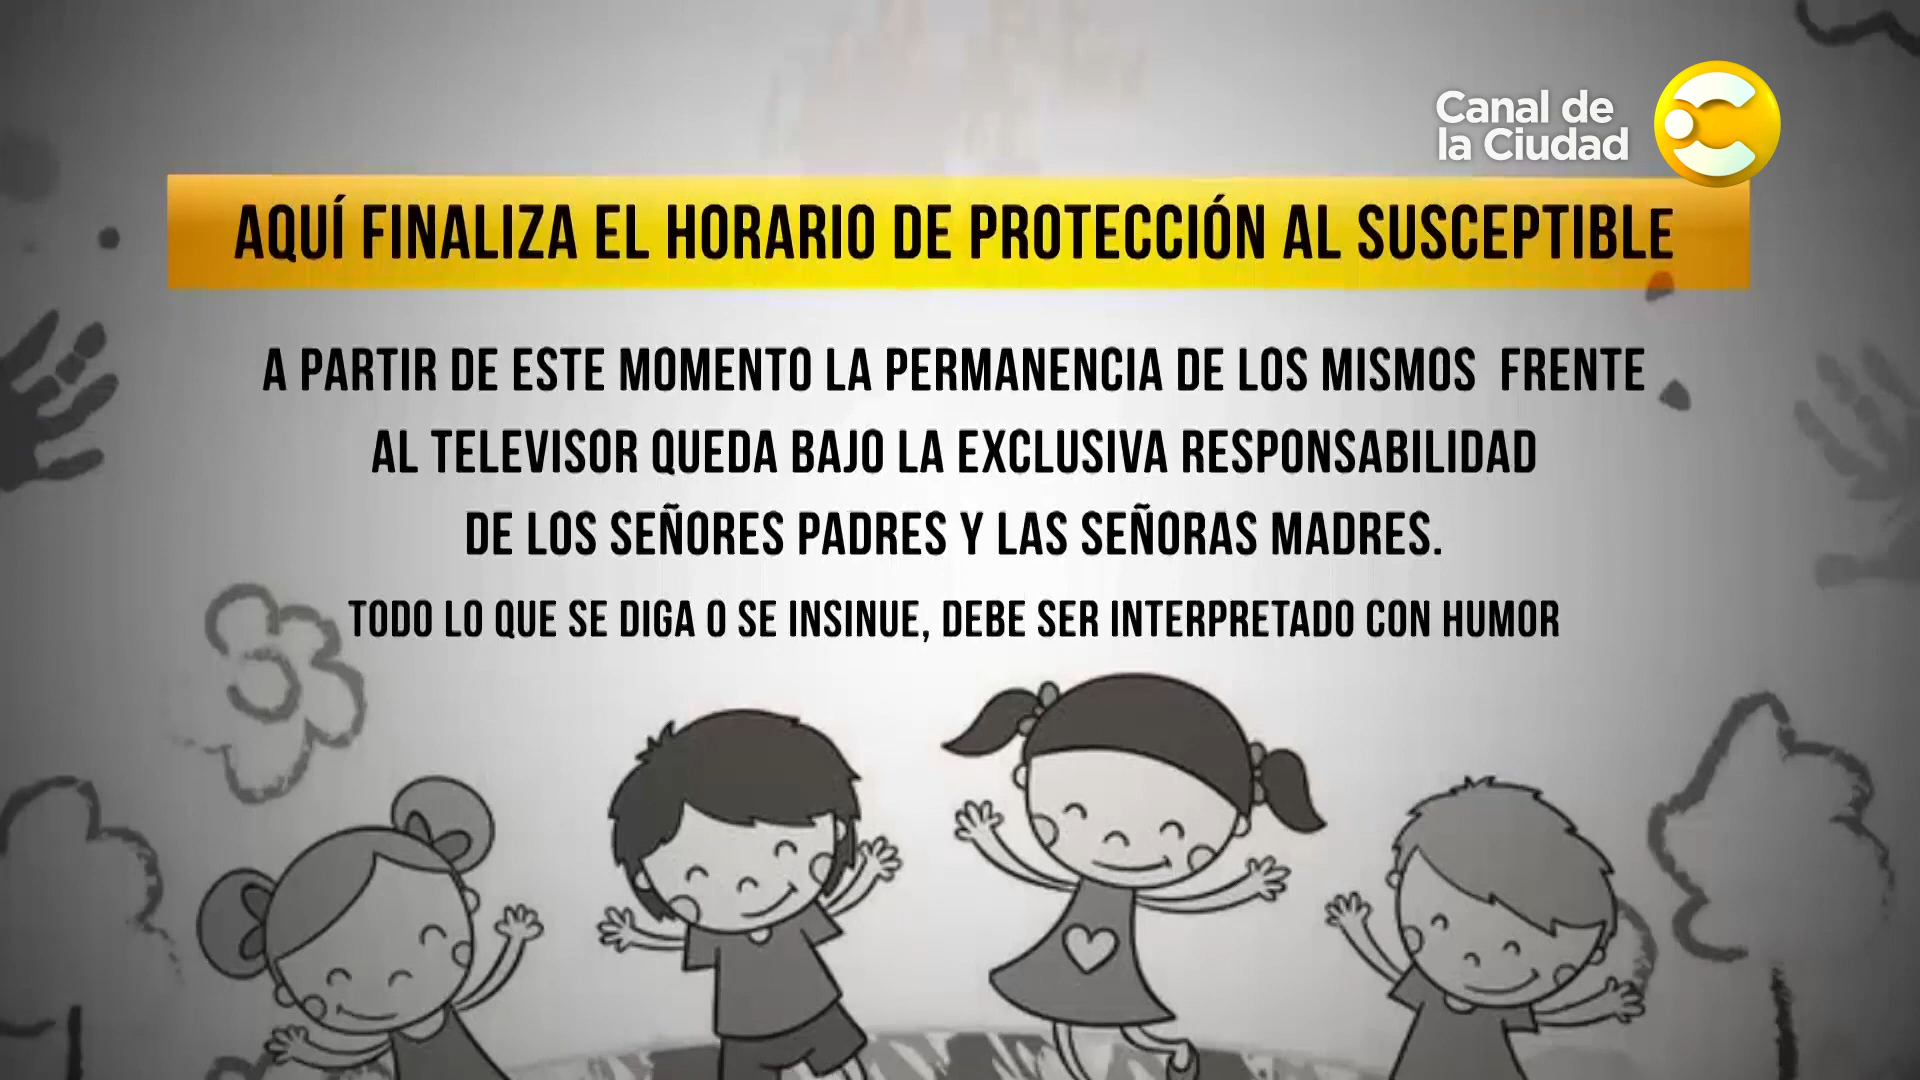 Canal de
la Ciudad
AQUÍ FINALIZA EL HORARIO DE PROTECCIÓN AL SUSCEPTIBLE
A PARTIR DE ESTE MOMENTO LA PERMANENCIA DE LOS MISMOS FRENTE
AL TELEVISOR QUEDA BAJO LA EXCLUSIVA RESPONSABILIDAD
DE LOS SEÑORES PADRES Y LAS SEÑORAS MADRES.
TODO LO QUE SE DIGA O SE INSINUE, DEBE SER INTERPRETADO CON HUMOR